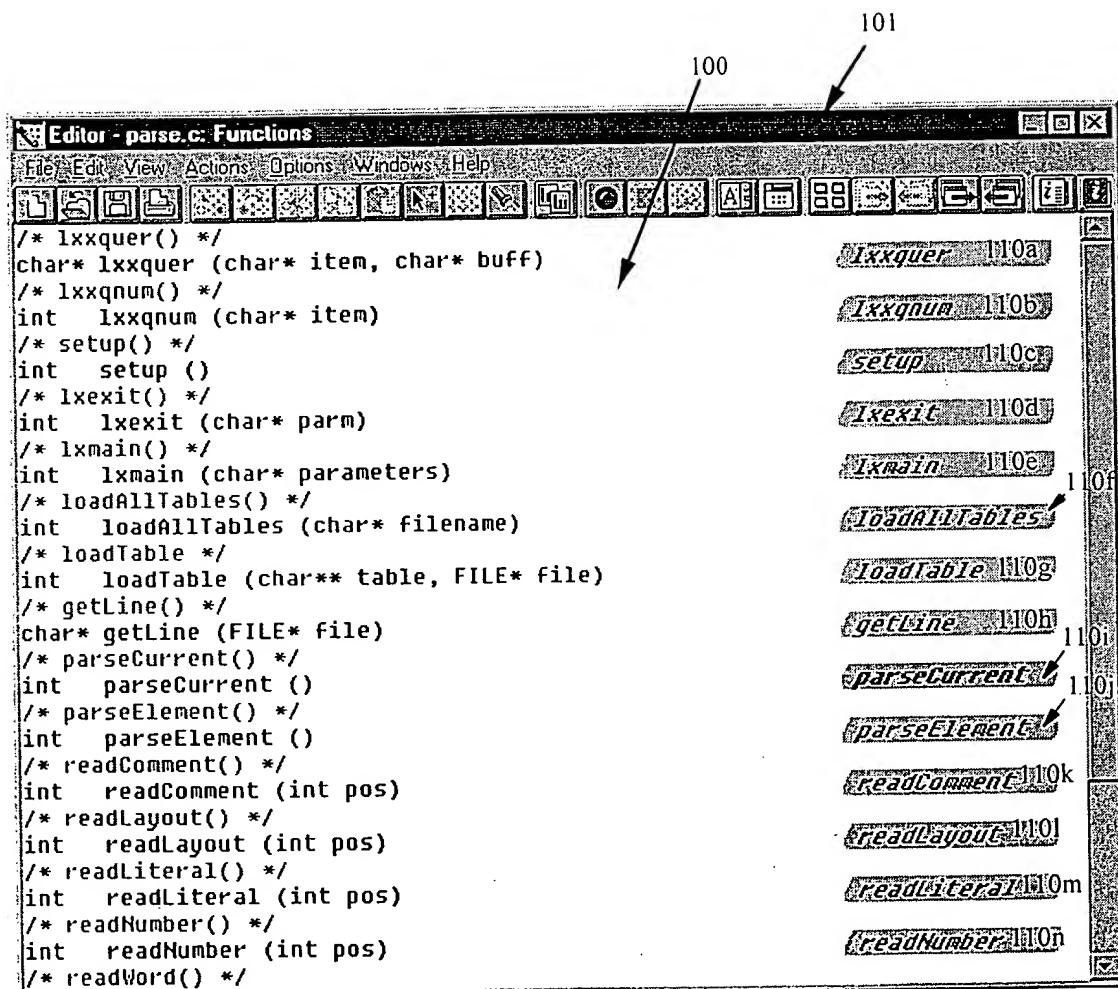 101
100
Editor - parse.c: Functions
File Edit View Actions Options Windows Help
/* lxxquer() */
char* lxxquer (char* item, char* buff) lxxquer 110a
/* lxxqnum() */
int lxxqnum (char* item) lxxqnum 110b
/* setup() */
int setup () setup 110c
/* lxexit() */
int lxexit (char* parm) lxexit 110d
/* lxmain() */
int lxmain (char* parameters) lxmain 110e
110f
/* loadAllTables() */
int loadAllTables (char* filename) loadAllTables
/* loadTable */
int loadTable (char** table, FILE* file) loadTable 110g
/* getLine() */
char* getLine (FILE* file) getLine 110h
110i
/* parseCurrent() */
int parseCurrent () parseCurrent
110j
/* parseElement() */
int parseElement () parseElement
/* readComment() */
int readComment (int pos) readComment 110k
/* readLayout() */
int readLayout (int pos) readLayout 110l
/* readLiteral() */
int readLiteral (int pos) readLiteral 110m
/* readNumber() */
int readNumber (int pos) readNumber 110n
/* readWord() */